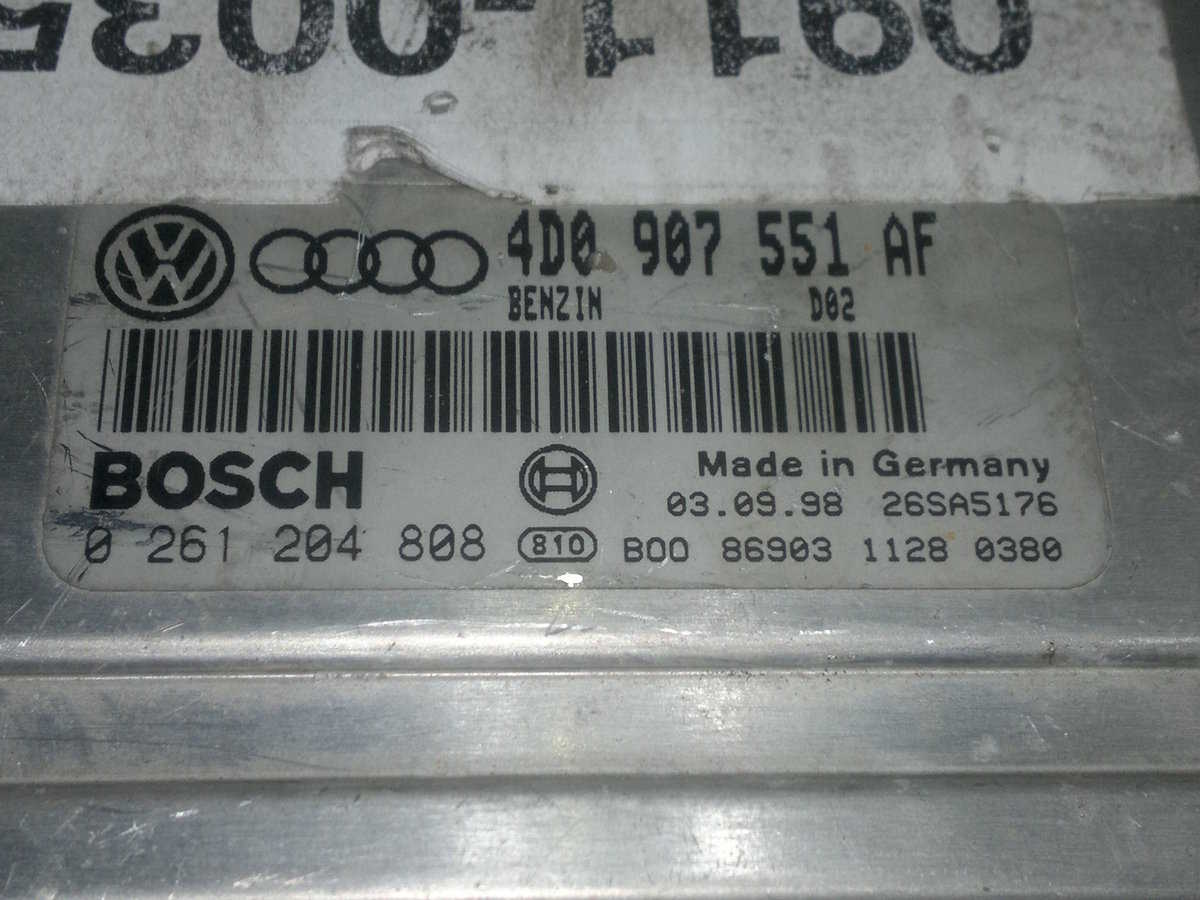 4D0 907 551 AF
BENZIN D02
BOSCH
Made in Germany
03.09.98 26SA5176
0 261 204 808 810 B00 86903 1128 0380